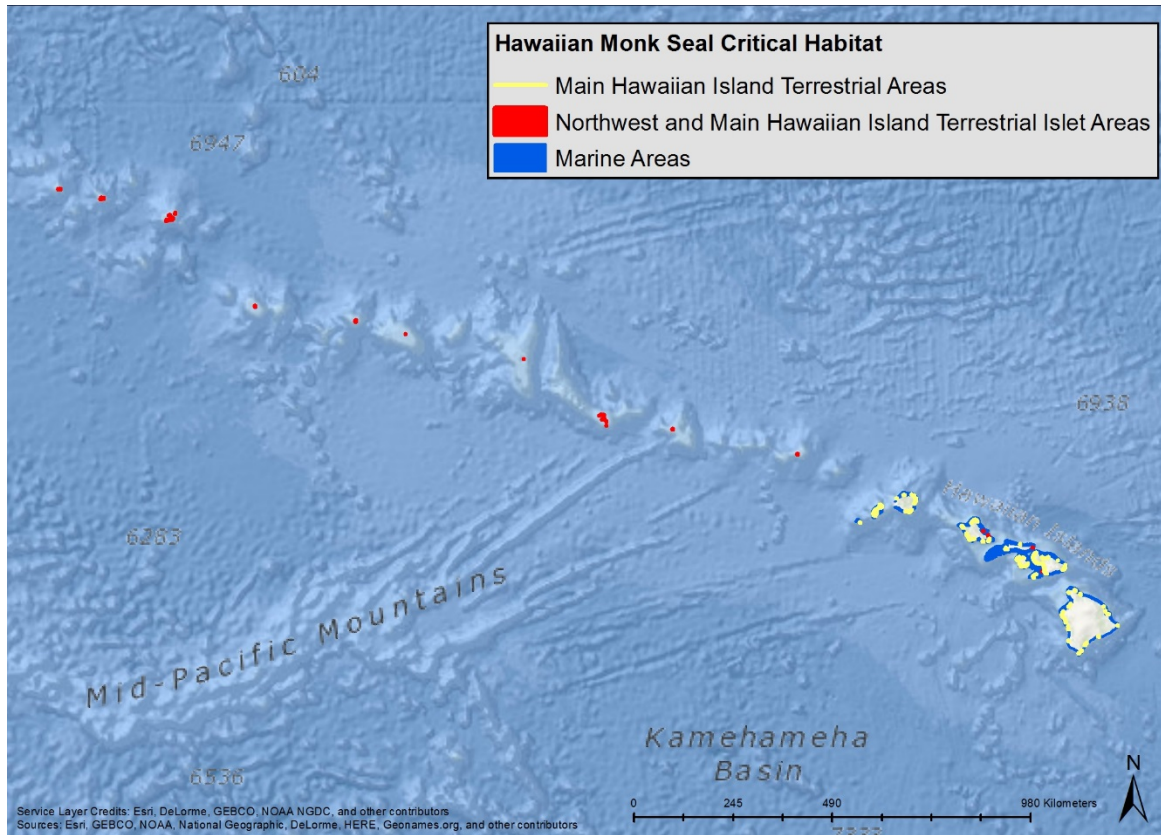 Hawaiian Monk Seal Critical Habitat
Main Hawaiian Island Terrestrial Areas
Northwest and Main Hawaiian Island Terrestrial Islet Areas
Marine Areas
604
6947
6938
Hawaiian Islands
6283
Mid-Pacific Mountains
Kamehameha
Basin
6536
N
0 245 490 980 Kilometers
Service Layer Credits: Esri, DeLorme, GEBCO, NOAA NGDC, and other contributors
Sources: Esri, GEBCO, NOAA, National Geographic, DeLorme, HERE, Geonames.org, and other contributors